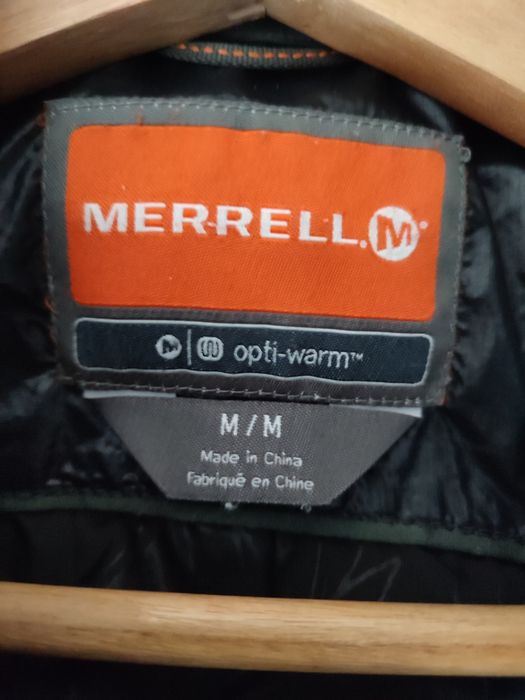 MERRELL. M®
M | W opti-warm™
M / M
Made in China
Fabriqué en Chine